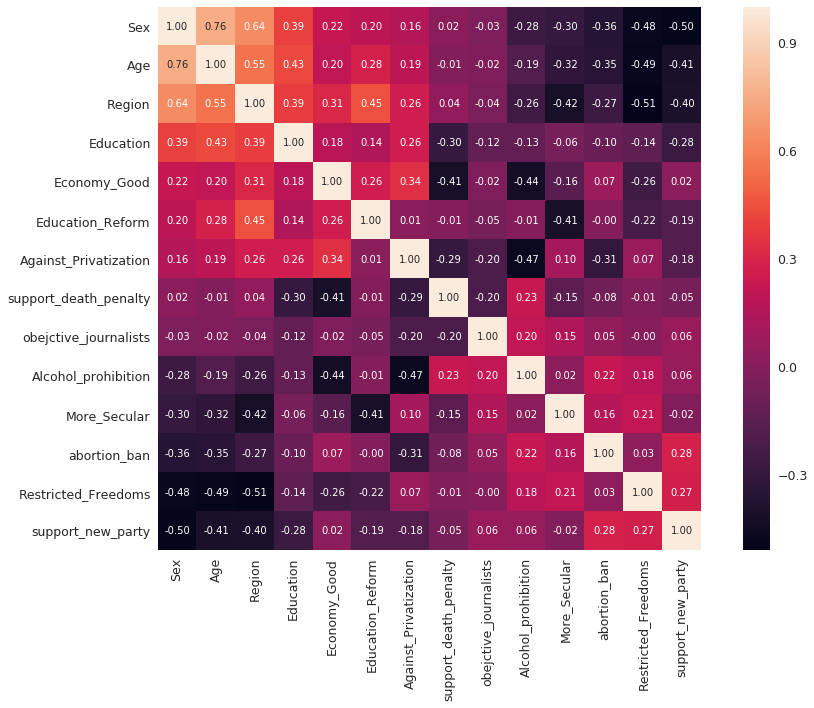 Sex 1.00 0.76 0.64 0.39 0.22 0.20 0.16 0.02 -0.03 -0.28 -0.30 -0.36 -0.48 -0.50
Age 0.76 1.00 0.55 0.43 0.20 0.28 0.19 -0.01 -0.02 -0.19 -0.32 -0.35 -0.49 -0.41
Region 0.64 0.55 1.00 0.39 0.31 0.45 0.26 0.04 -0.04 -0.26 -0.42 -0.27 -0.51 -0.40
Education 0.39 0.43 0.39 1.00 0.18 0.14 0.26 -0.30 -0.12 -0.13 -0.06 -0.10 -0.14 -0.28
Economy_Good 0.22 0.20 0.31 0.18 1.00 0.26 0.34 -0.41 -0.02 -0.44 -0.16 0.07 -0.26 0.02
Education_Reform 0.20 0.28 0.45 0.14 0.26 1.00 0.01 -0.01 -0.05 -0.01 -0.41 -0.00 -0.22 -0.19
Against_Privatization 0.16 0.19 0.26 0.26 0.34 0.01 1.00 -0.29 -0.20 -0.47 0.10 -0.31 0.07 -0.18
support_death_penalty 0.02 -0.01 0.04 -0.30 -0.41 -0.01 -0.29 1.00 -0.20 0.23 -0.15 -0.08 -0.01 -0.05
obejctive_journalists -0.03 -0.02 -0.04 -0.12 -0.02 -0.05 -0.20 -0.20 1.00 0.20 0.15 0.05 -0.00 0.06
Alcohol_prohibition -0.28 -0.19 -0.26 -0.13 -0.44 -0.01 -0.47 0.23 0.20 1.00 0.02 0.22 0.18 0.06
More_Secular -0.30 -0.32 -0.42 -0.06 -0.16 -0.41 0.10 -0.15 0.15 0.02 1.00 0.16 0.21 -0.02
abortion_ban -0.36 -0.35 -0.27 -0.10 0.07 -0.00 -0.31 -0.08 0.05 0.22 0.16 1.00 0.03 0.28
Restricted_Freedoms -0.48 -0.49 -0.51 -0.14 -0.26 -0.22 0.07 -0.01 -0.00 0.18 0.21 0.03 1.00 0.27
support_new_party -0.50 -0.41 -0.40 -0.28 0.02 -0.19 -0.18 -0.05 0.06 0.06 -0.02 0.28 0.27 1.00
Sex
Age
Region
Education
Economy_Good
Education_Reform
Against_Privatization
support_death_penalty
obejctive_journalists
Alcohol_prohibition
More_Secular
abortion_ban
Restricted_Freedoms
support_new_party
0.9
0.6
0.3
0.0
−0.3